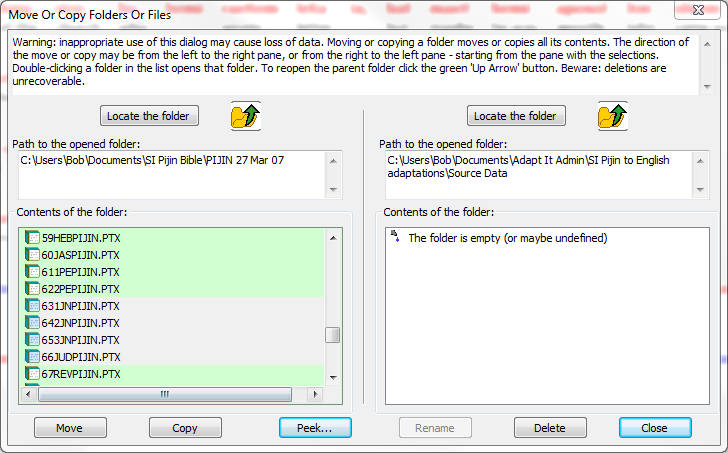 Move Or Copy Folders Or Files
Warning: inappropriate use of this dialog may cause loss of data. Moving or copying a folder moves or copies all its contents. The direction of
the move or copy may be from the left to the right pane, or from the right to the left pane - starting from the pane with the selections.
Double-clicking a folder in the list opens that folder. To reopen the parent folder click the green 'Up Arrow' button. Beware: deletions are
unrecoverable.
Locate the folder
Path to the opened folder:
C:\Users\Bob\Documents\SI Pijin Bible\PIJIN 27 Mar 07
Contents of the folder:
59HEBPIJIN.PTX
60JASPIJIN.PTX
611PEPIJIN.PTX
622PEPIJIN.PTX
631JNPIJIN.PTX
642JNPIJIN.PTX
653JNPIJIN.PTX
66JUDPIJIN.PTX
67REVPIJIN.PTX
Locate the folder
Path to the opened folder:
C:\Users\Bob\Documents\Adapt It Admin\SI Pijin to English
adaptations\Source Data
Contents of the folder:
The folder is empty (or maybe undefined)
Move
Copy
Peek...
Rename
Delete
Close